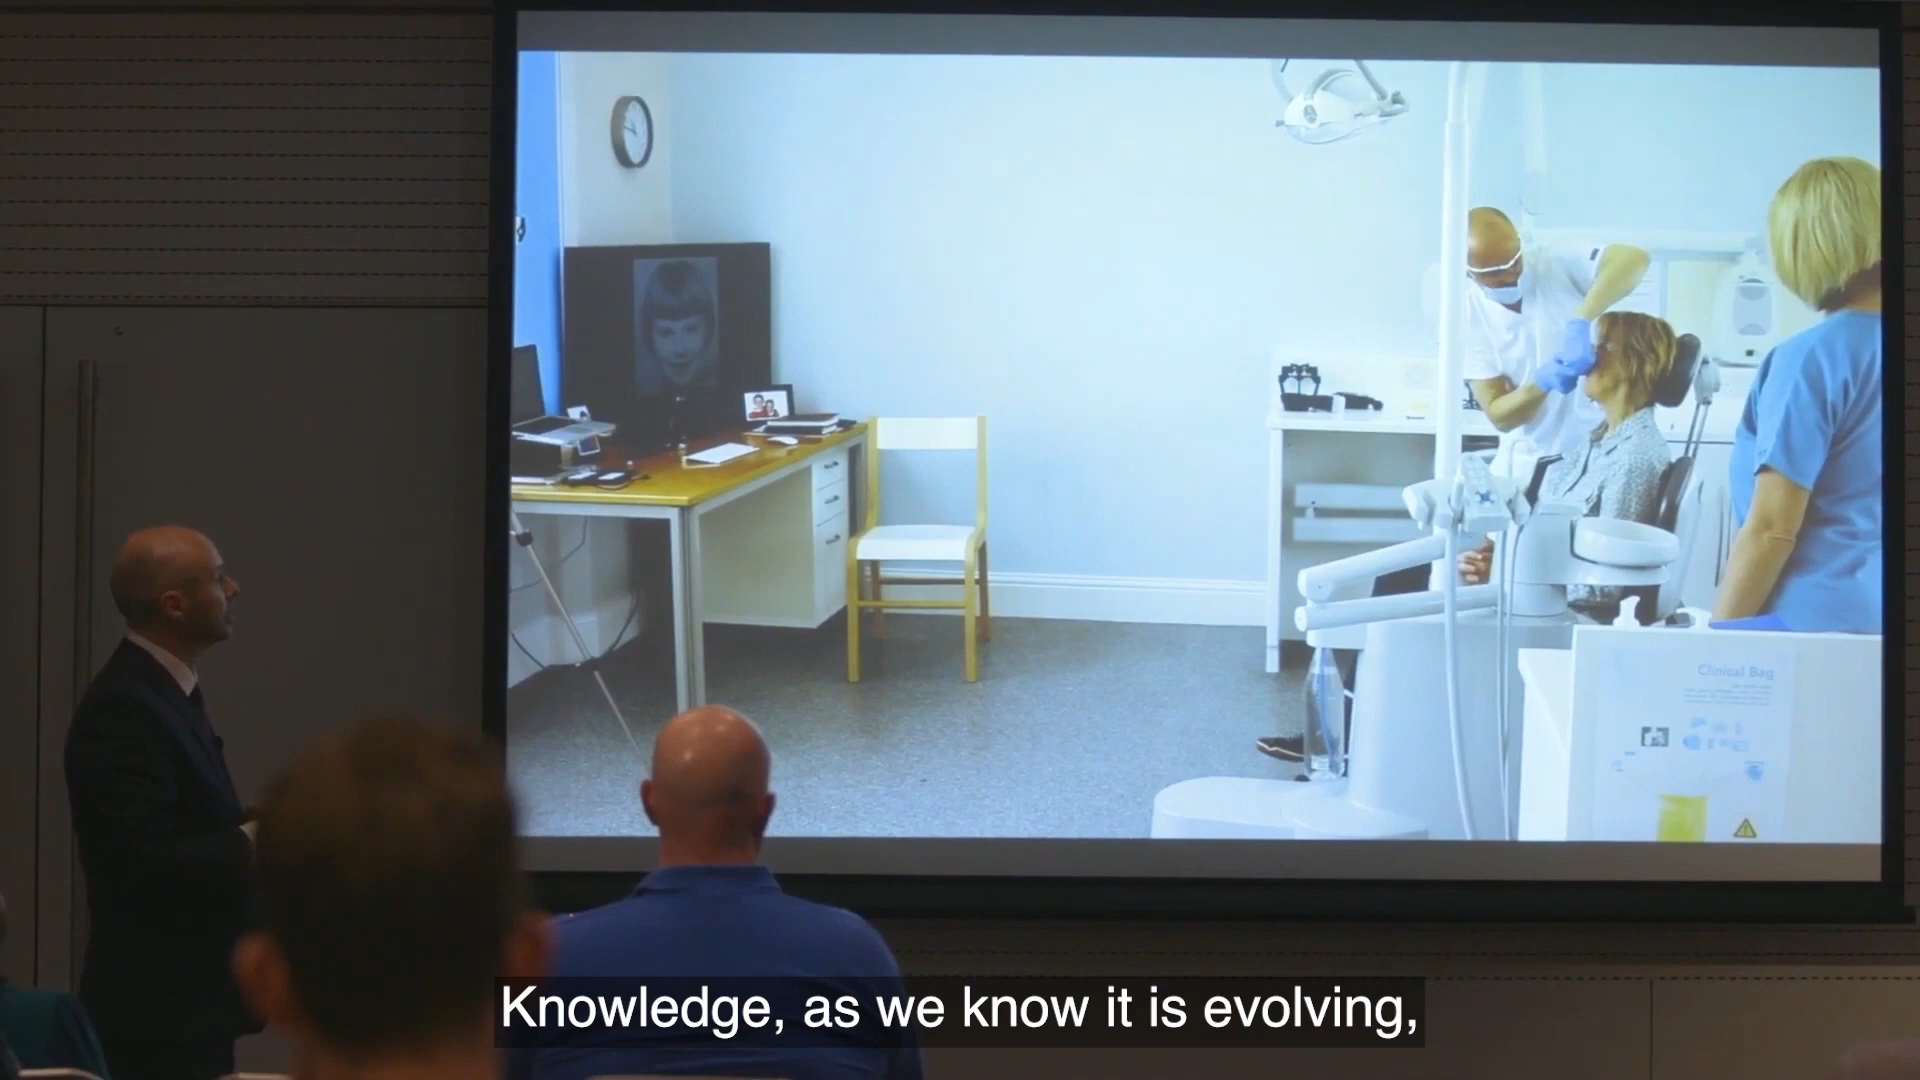 Clinical Bag
Knowledge, as we know it is evolving,